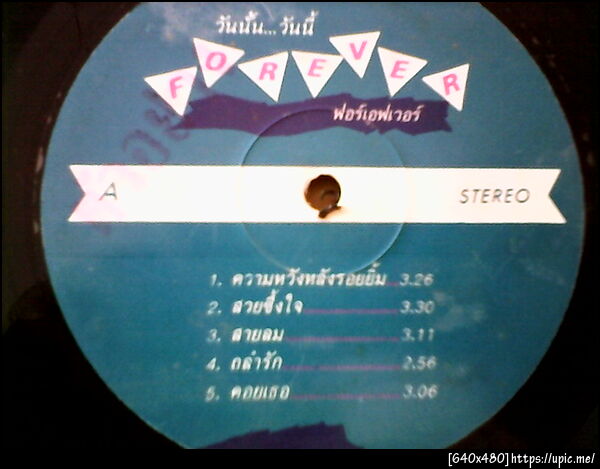 วันนั้น...วันนี้
FOREVER
ฟอร์เอฟเวอร์
A STEREO
1. ความหวังหลังรอยยิ้ม 3.26
2. สวยซึ้งใจ 3.30
3. สายลม 3.11
4. ถลำรัก 2.56
5. คอยเธอ 3.06
[640x480]https://upic.me/